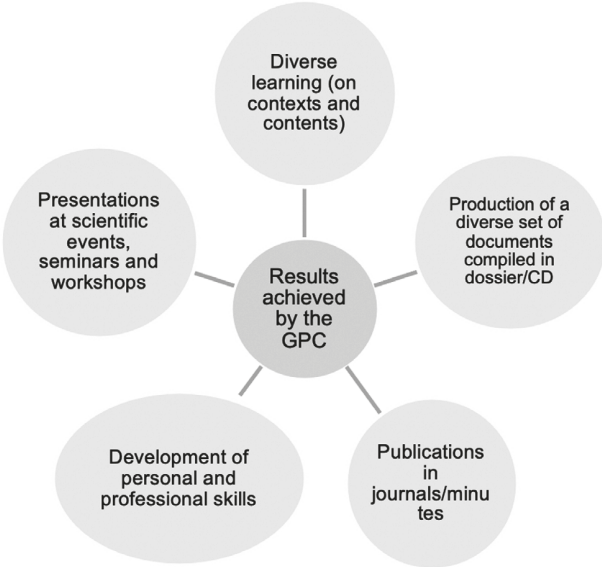 Diverse
learning (on
contexts and
contents)
Presentations
at scientific
events,
seminars and
workshops
Production of a
diverse set of
documents
compiled in
dossier/CD
Results
achieved
by the
GPC
Development of
personal and
professional skills
Publications
in
journals/minu
tes